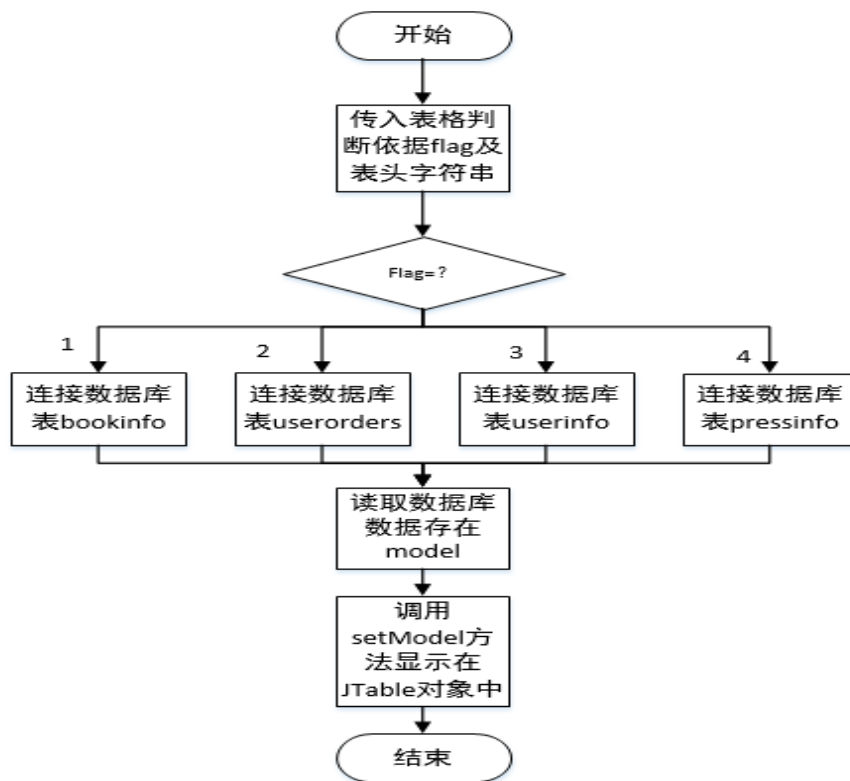 开始
传入表格判
断依据flag及
表头字符串
Flag=？
1
2
3
4
连接数据库
表bookinfo
连接数据库
表userorders
连接数据库
表userinfo
连接数据库
表pressinfo
读取数据库
数据存在
model
调用
setModel方
法显示在
JTable对象中
结束